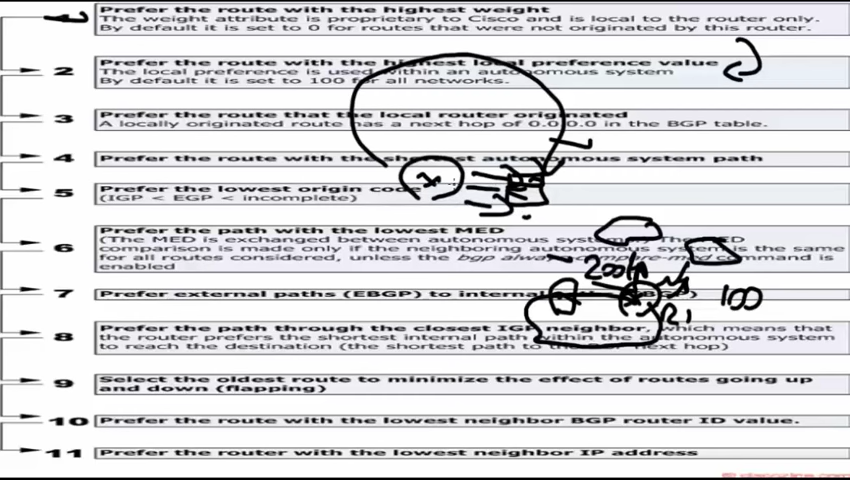 Prefer the route with the highest weight
The weight attribute is proprietary to Cisco and is local to the router only.
By default it is set to 0 for routes that were not originated by this router.
2 Prefer the route with the highest local preference value
The local preference is used within an autonomous system
By default it is set to 100 for all networks.
3 Prefer the route that the local router originated
A locally originated route has a next hop of 0.0.0.0 in the BGP table.
4 Prefer the route with the shortest autonomous system path
5 Prefer the lowest origin code
(IGP < EGP < incomplete)
6 Prefer the path with the lowest MED
(The MED is exchanged between autonomous systems. The MED
comparison is made only if the neighboring autonomous system is the same
for all routes considered, unless the bgp always-compare-med command is
enabled
200
7 Prefer external paths (EBGP) to internal
100
R1
8 Prefer the path through the closest IGP neighbor, which means that
the router prefers the shortest internal path within the autonomous system
to reach the destination (the shortest path to the next hop)
9 Select the oldest route to minimize the effect of routes going up
and down (flapping)
10 Prefer the route with the lowest neighbor BGP router ID value.
11 Prefer the router with the lowest neighbor IP address